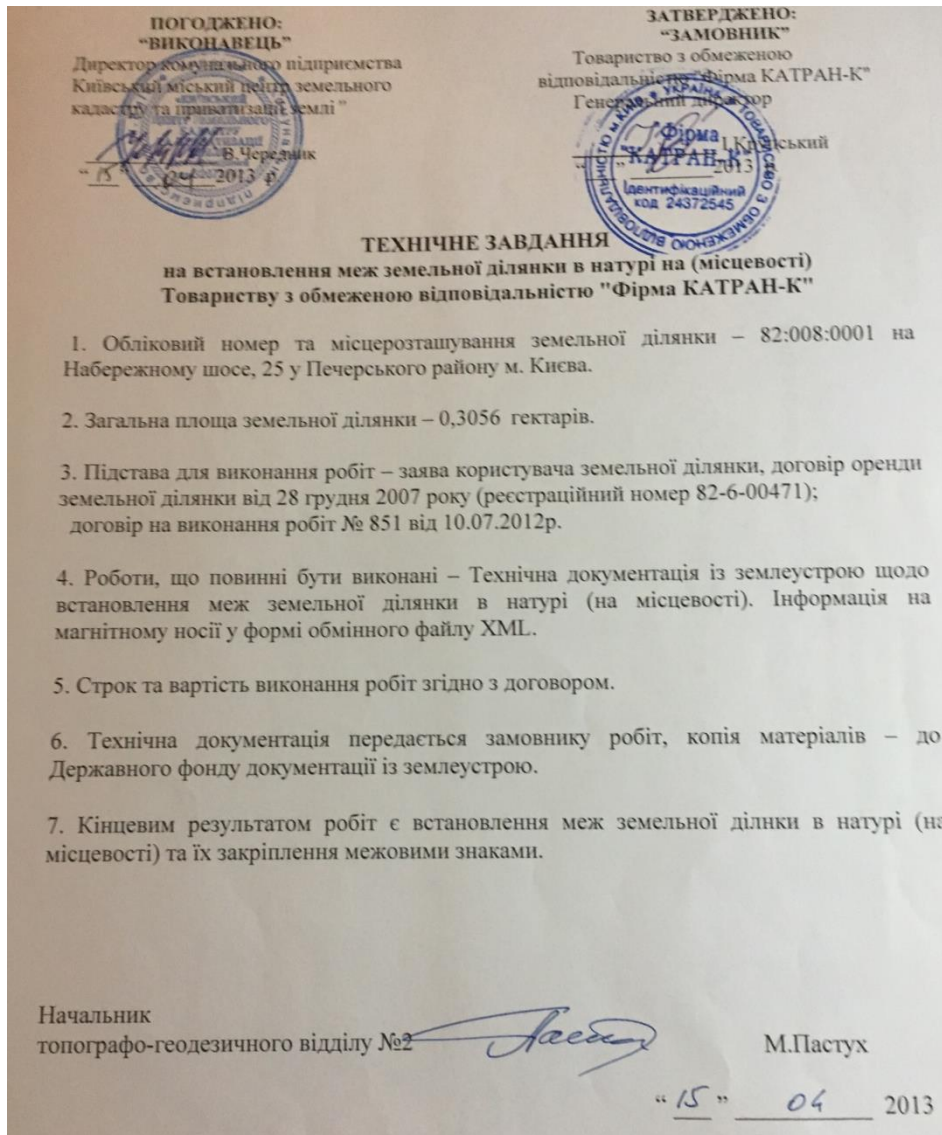 ПОГОДЖЕНО:
“ВИКОНАВЕЦЬ”
Директор комунального підприємства
Київський міський центр земельного
кадастру та приватизації землі "
В.Чередник
“ 15 ” 04 2013 р
ЗАТВЕРДЖЕНО:
“ЗАМОВНИК”
Товариство з обмеженою
відповідальністю "Фірма КАТРАН-К"
Генеральний директор
2013
УКРАЇНА ТОВАРИСТВО З ОБМЕЖЕНОЮ ВІДПОВІДАЛЬНІСТЮ М.КИЇВ
Фірма
"КАТРАН-К"
Ідентифікаційний
код 24372545
ТЕХНІЧНЕ ЗАВДАННЯ
на встановлення меж земельної ділянки в натурі на (місцевості)
Товариству з обмеженою відповідальністю "Фірма КАТРАН-К"
1. Обліковий номер та місцерозташування земельної ділянки – 82:008:0001 на
Набережному шосе, 25 у Печерського району м. Києва.
2. Загальна площа земельної ділянки – 0,3056 гектарів.
3. Підстава для виконання робіт – заява користувача земельної ділянки, договір оренди
земельної ділянки від 28 грудня 2007 року (реєстраційний номер 82-6-00471);
договір на виконання робіт № 851 від 10.07.2012р.
4. Роботи, що повинні бути виконані – Технічна документація із землеустрою щодо
встановлення меж земельної ділянки в натурі (на місцевості). Інформація на
магнітному носії у формі обмінного файлу XML.
5. Строк та вартість виконання робіт згідно з договором.
6. Технічна документація передається замовнику робіт, копія матеріалів – до
Державного фонду документації із землеустрою.
7. Кінцевим результатом робіт є встановлення меж земельної ділнки в натурі (на
місцевості) та їх закріплення межовими знаками.
Начальник
топографо-геодезичного відділу №2 М.Пастух
“ 15 ” 04 2013